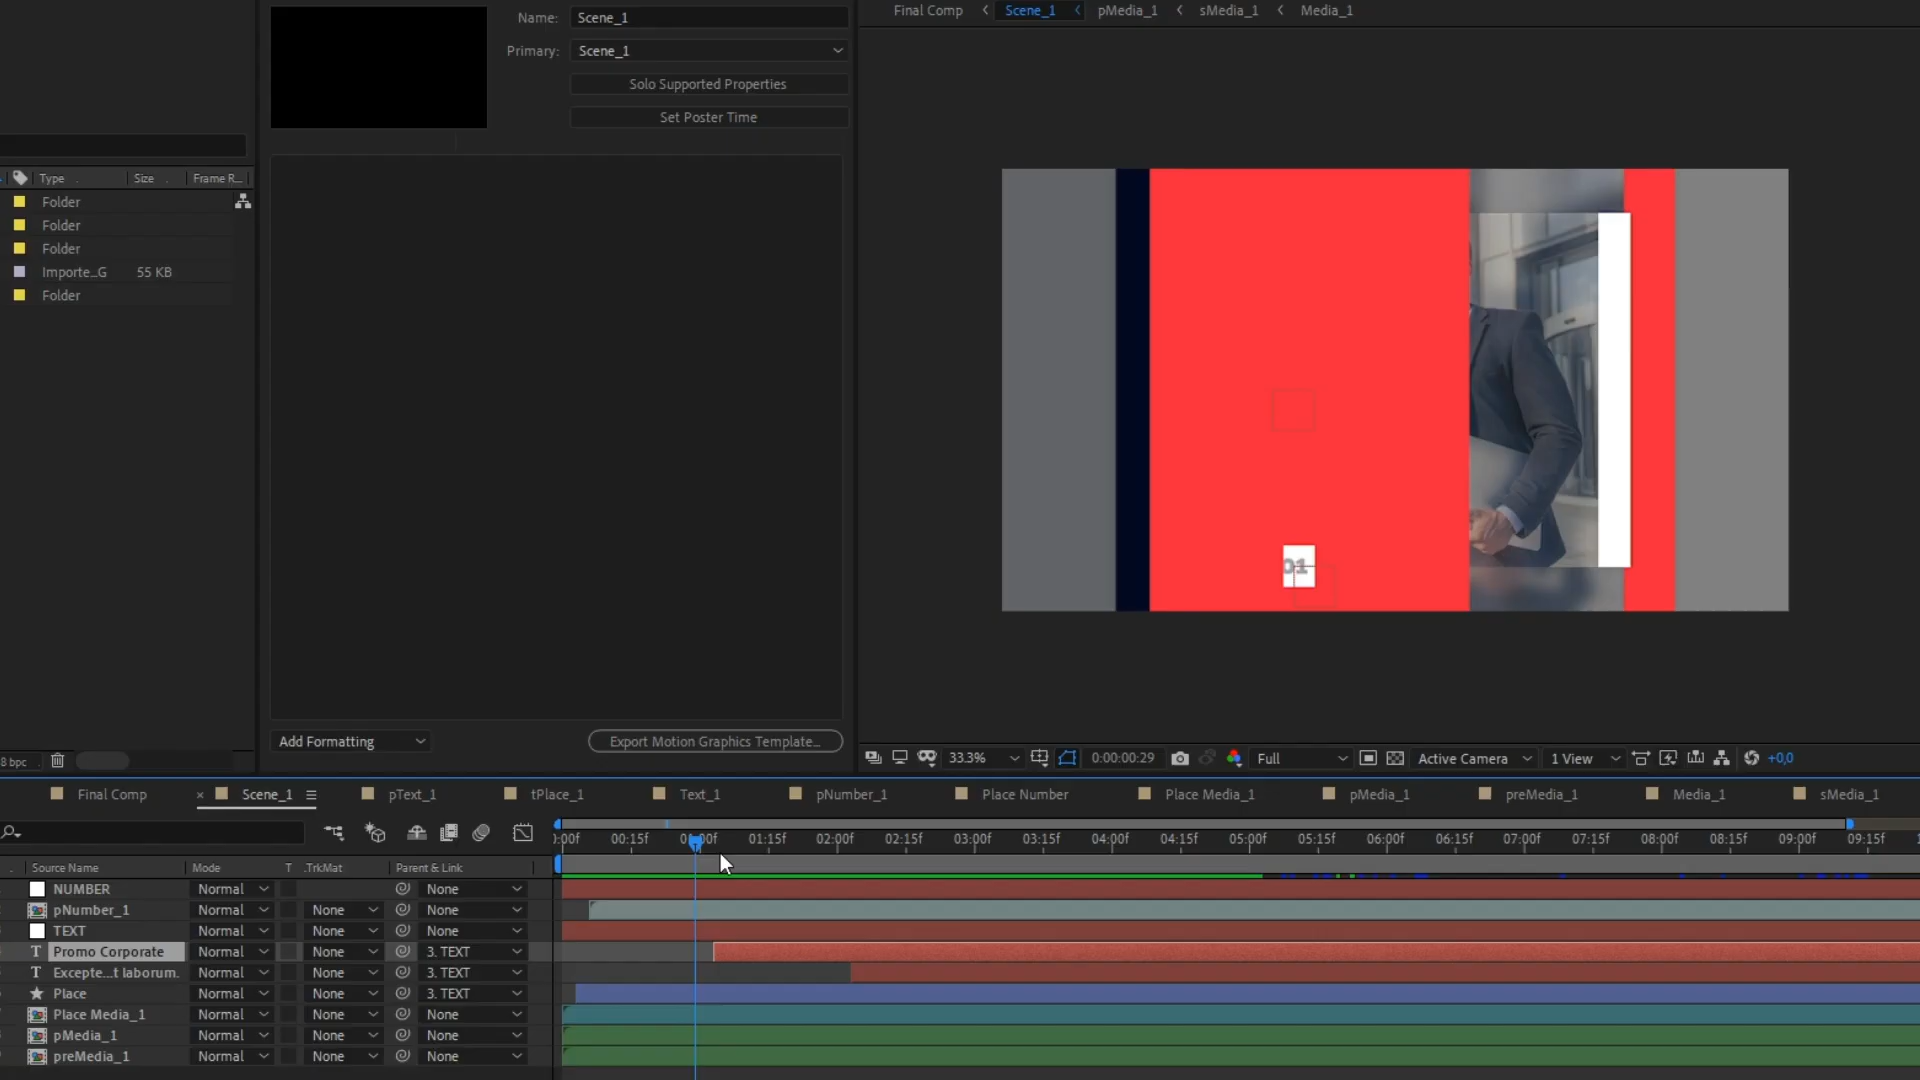 Name: Scene_1
Primary: Scene_1
Solo Supported Properties
Set Poster Time
Type Size Frame R...
Folder
Folder
Folder
Importe...G 55 KB
Folder
Add Formatting
Export Motion Graphics Template...
8 bpc
Final Comp < Scene_1 < pMedia_1 < sMedia_1 < Media_1
01
33.3% 0:00:00:29 Full Active Camera 1 View +0,0
Final Comp × Scene_1 pText_1 tPlace_1 Text_1 pNumber_1 Place Number Place Media_1 pMedia_1 preMedia_1 Media_1 sMedia_1
):00f 00:15f 01:00f 01:15f 02:00f 02:15f 03:00f 03:15f 04:00f 04:15f 05:00f 05:15f 06:00f 06:15f 07:00f 07:15f 08:00f 08:15f 09:00f 09:15f
Source Name Mode T .TrkMat Parent & Link
NUMBER Normal None
pNumber_1 Normal None None
TEXT Normal None None
T Promo Corporate Normal None 3. TEXT
T Excepte...t laborum. Normal None 3. TEXT
Place Normal None 3. TEXT
Place Media_1 Normal None None
pMedia_1 Normal None None
preMedia_1 Normal None None